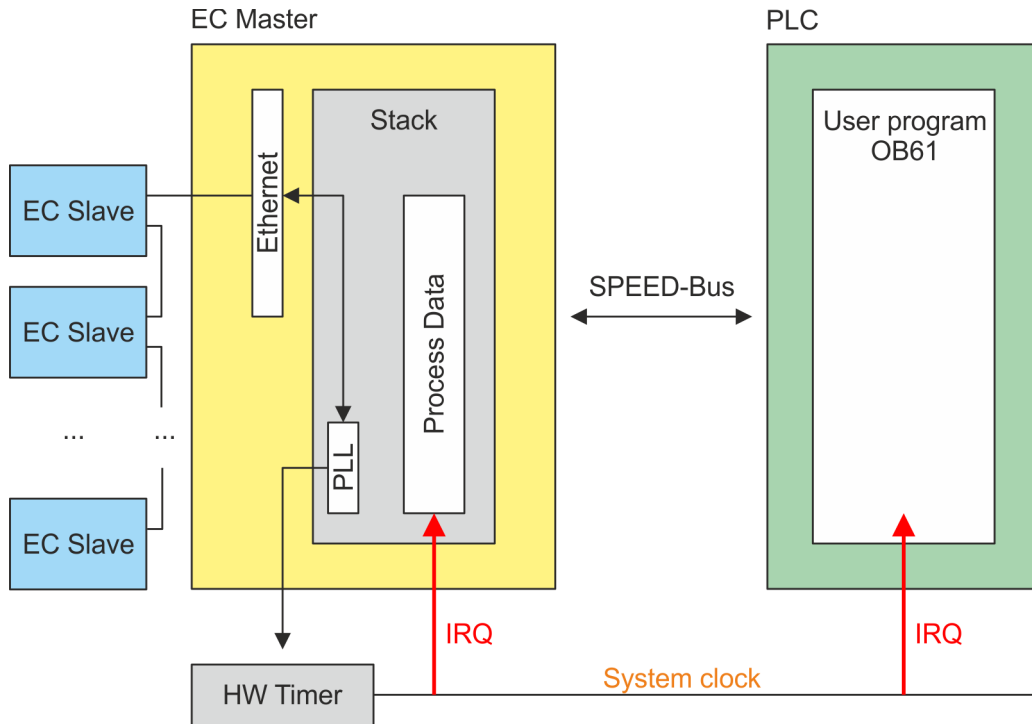 EC Master
PLC
Stack
User program
OB61
Ethernet
EC Slave
Process Data
SPEED-Bus
EC Slave
PLL
...
...
EC Slave
IRQ
IRQ
HW Timer
System clock